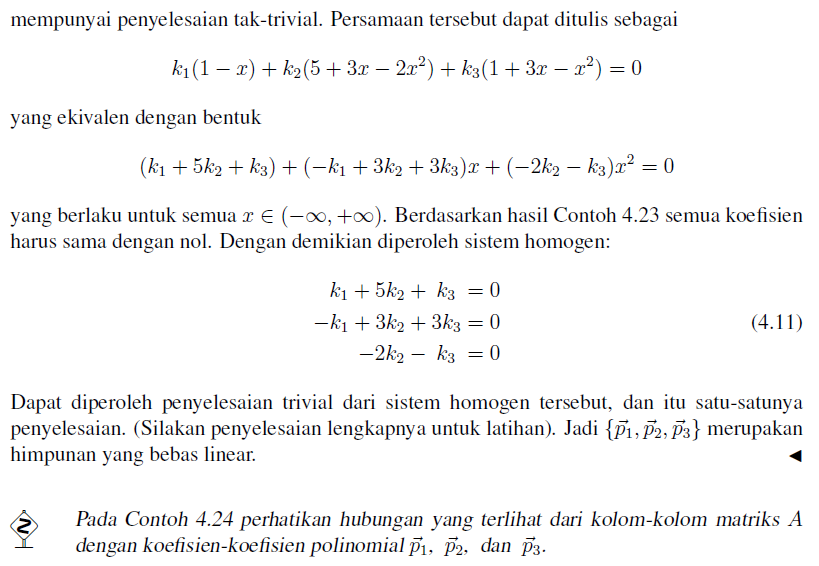 mempunyai penyelesaian tak-trivial. Persamaan tersebut dapat ditulis sebagai
k₁(1 − x) + k₂(5 + 3x − 2x²) + k₃(1 + 3x − x²) = 0
yang ekivalen dengan bentuk
(k₁ + 5k₂ + k₃) + (−k₁ + 3k₂ + 3k₃)x + (−2k₂ − k₃)x² = 0
yang berlaku untuk semua x ∈ (−∞, +∞). Berdasarkan hasil Contoh 4.23 semua koefisien
harus sama dengan nol. Dengan demikian diperoleh sistem homogen:
k₁ + 5k₂ + k₃ = 0
−k₁ + 3k₂ + 3k₃ = 0 (4.11)
−2k₂ − k₃ = 0
Dapat diperoleh penyelesaian trivial dari sistem homogen tersebut, dan itu satu-satunya
penyelesaian. (Silakan penyelesaian lengkapnya untuk latihan). Jadi {p⃗₁, p⃗₂, p⃗₃} merupakan
himpunan yang bebas linear. ◄
Pada Contoh 4.24 perhatikan hubungan yang terlihat dari kolom-kolom matriks A
dengan koefisien-koefisien polinomial p⃗₁, p⃗₂, dan p⃗₃.